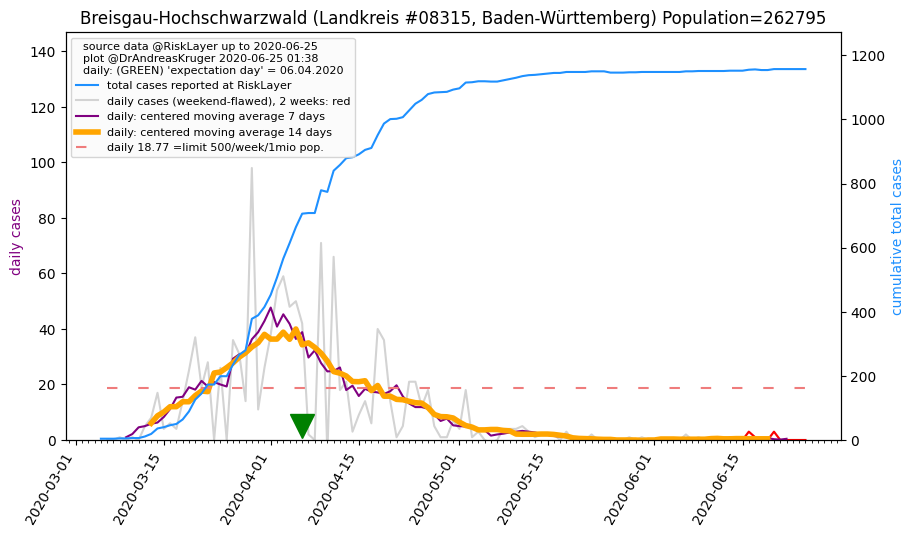 Breisgau-Hochschwarzwald (Landkreis #08315, Baden-Württemberg) Population=262795
source data @RiskLayer up to 2020-06-25
plot @DrAndreasKruger 2020-06-25 01:38
daily: (GREEN) 'expectation day' = 06.04.2020
total cases reported at RiskLayer
daily cases (weekend-flawed), 2 weeks: red
daily: centered moving average 7 days
daily: centered moving average 14 days
daily 18.77 =limit 500/week/1mio pop.
daily cases
140
120
100
80
60
40
20
0
1200
1000
800
600
400
200
0
cumulative total cases
2020-03-01
2020-03-15
2020-04-01
2020-04-15
2020-05-01
2020-05-15
2020-06-01
2020-06-15